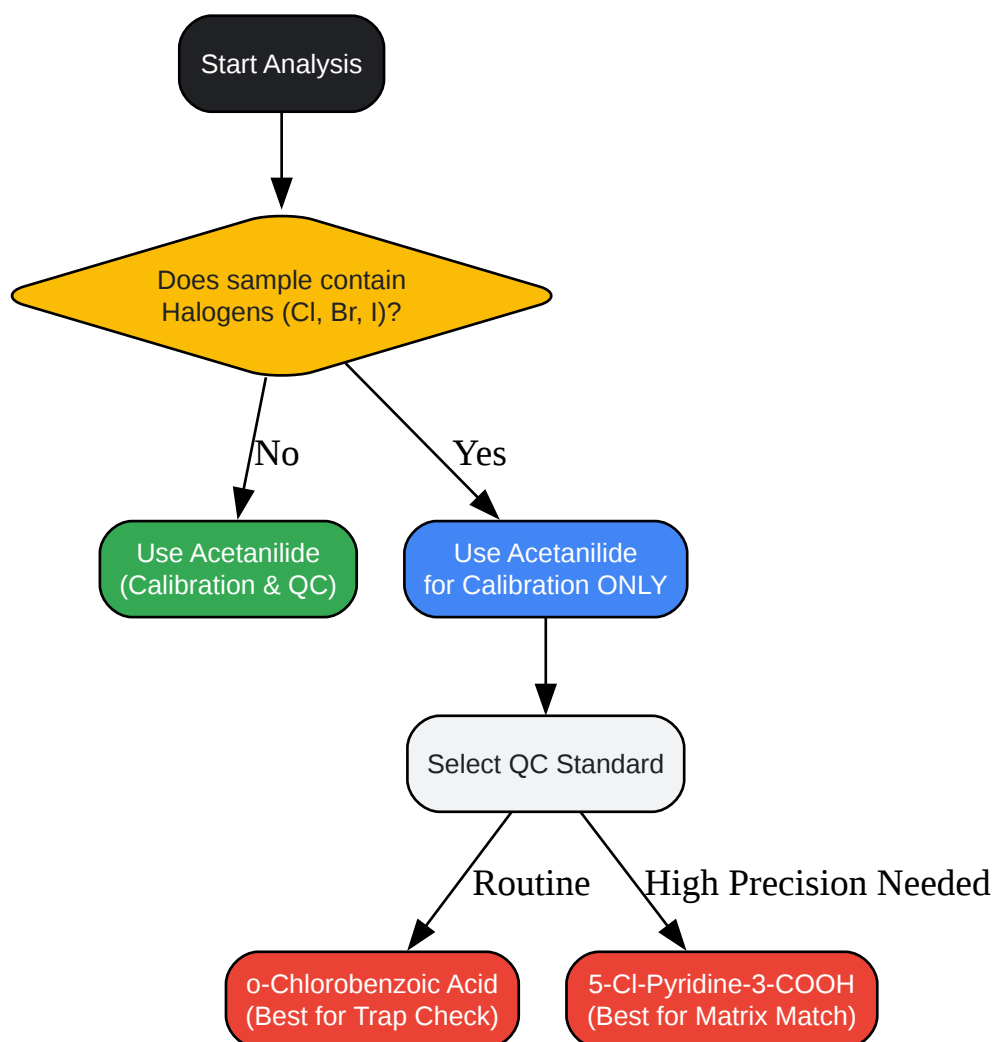 Start Analysis
Does sample contain
Halogens (Cl, Br, I)?
No
Yes
Use Acetanilide
(Calibration & QC)
Use Acetanilide
for Calibration ONLY
Select QC Standard
Routine
High Precision Needed
o-Chlorobenzoic Acid
(Best for Trap Check)
5-Cl-Pyridine-3-COOH
(Best for Matrix Match)